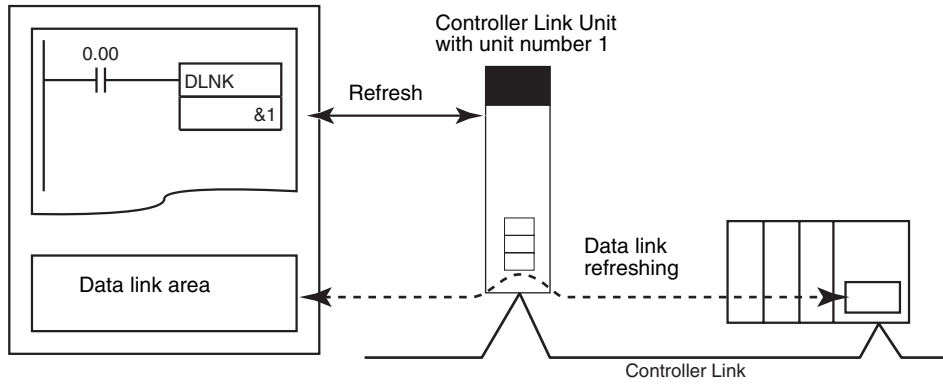 Controller Link Unit
with unit number 1
0.00
DLNK
&1
Refresh
Data link
refreshing
Data link area
Controller Link